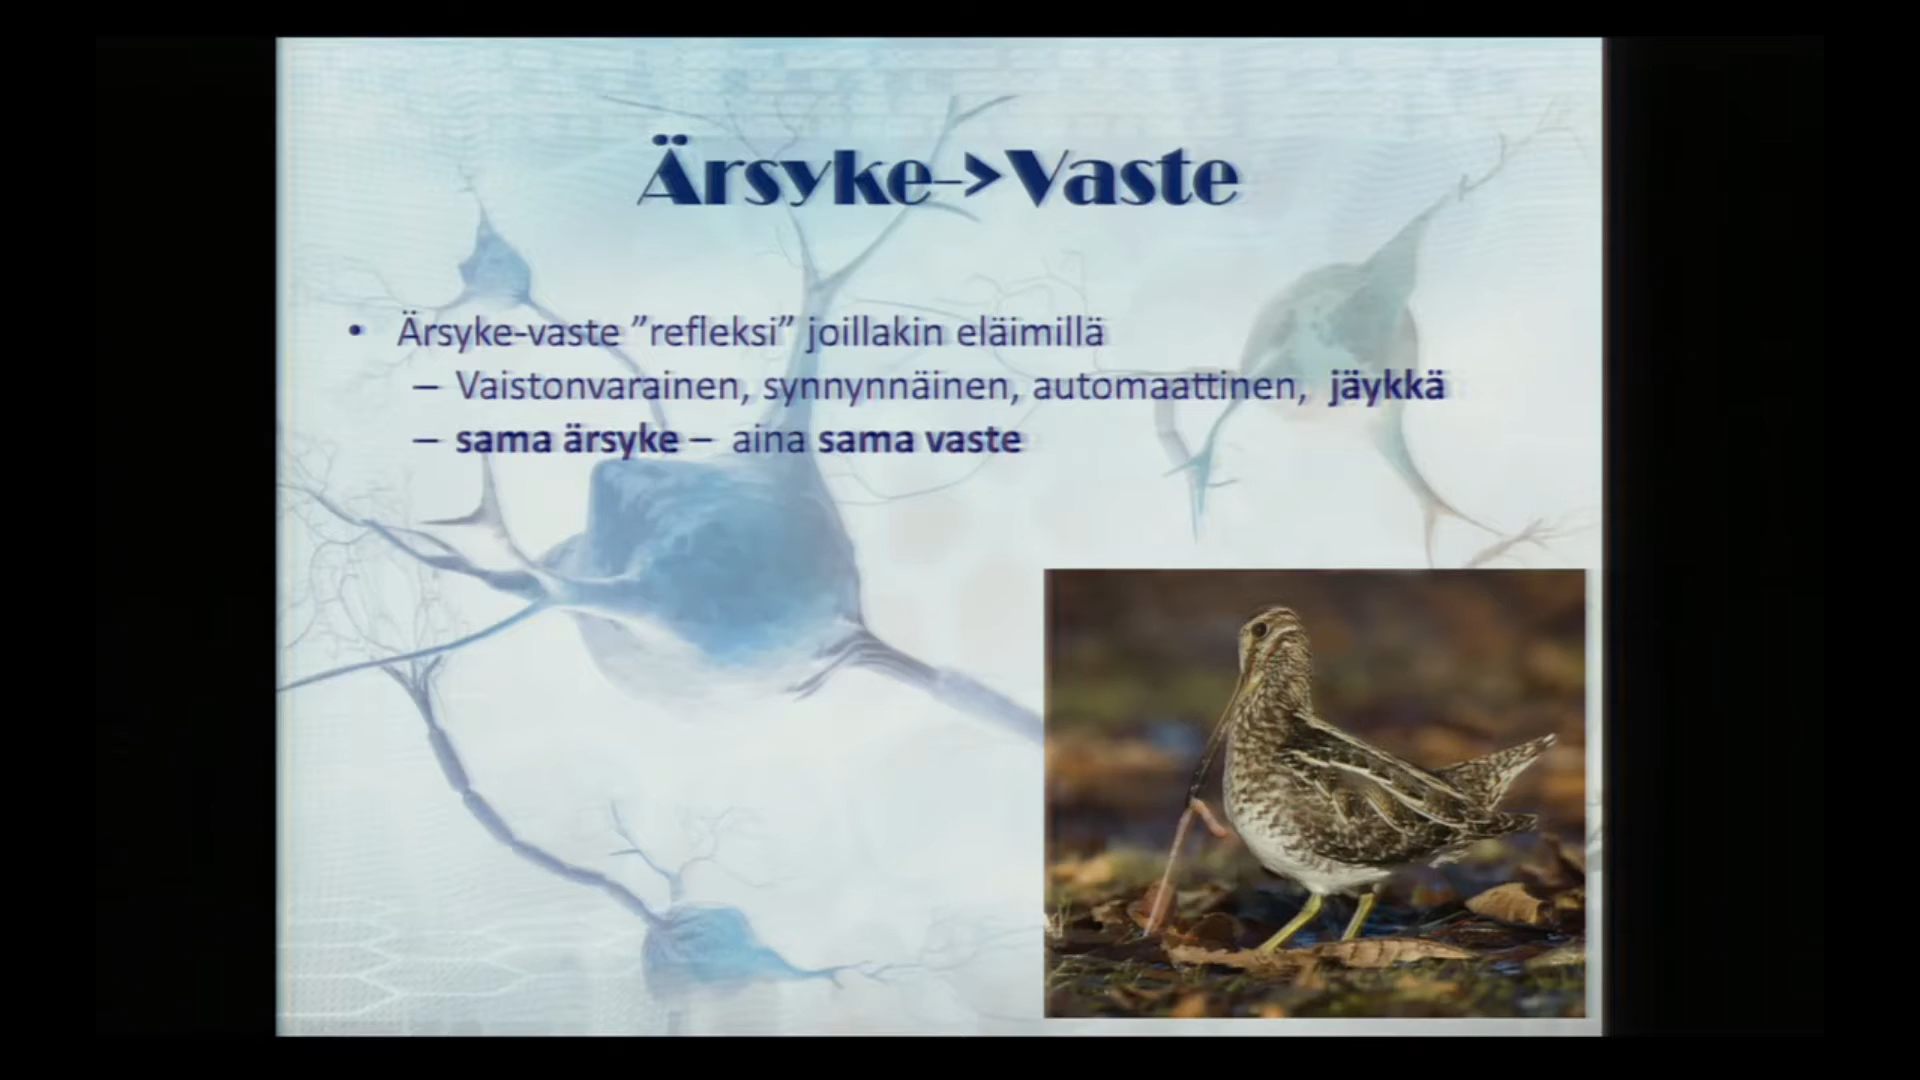 Ärsyke->Vaste
• Ärsyke-vaste ”refleksi” joillakin eläimillä
– Vaistonvarainen, synnynnäinen, automaattinen, jäykkä
– sama ärsyke – aina sama vaste